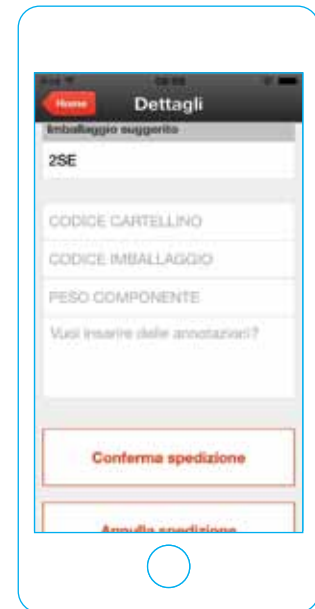 Home
Dettagli
Imballaggio suggerito
2SE
CODICE CARTELLINO
CODICE IMBALLAGGIO
PESO COMPONENTE
Vuoi inserire delle annotazioni?
Conferma spedizione
Annulla spedizione